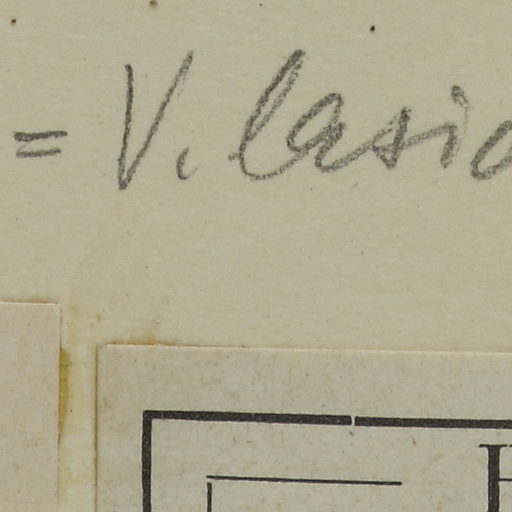 = V. lasio